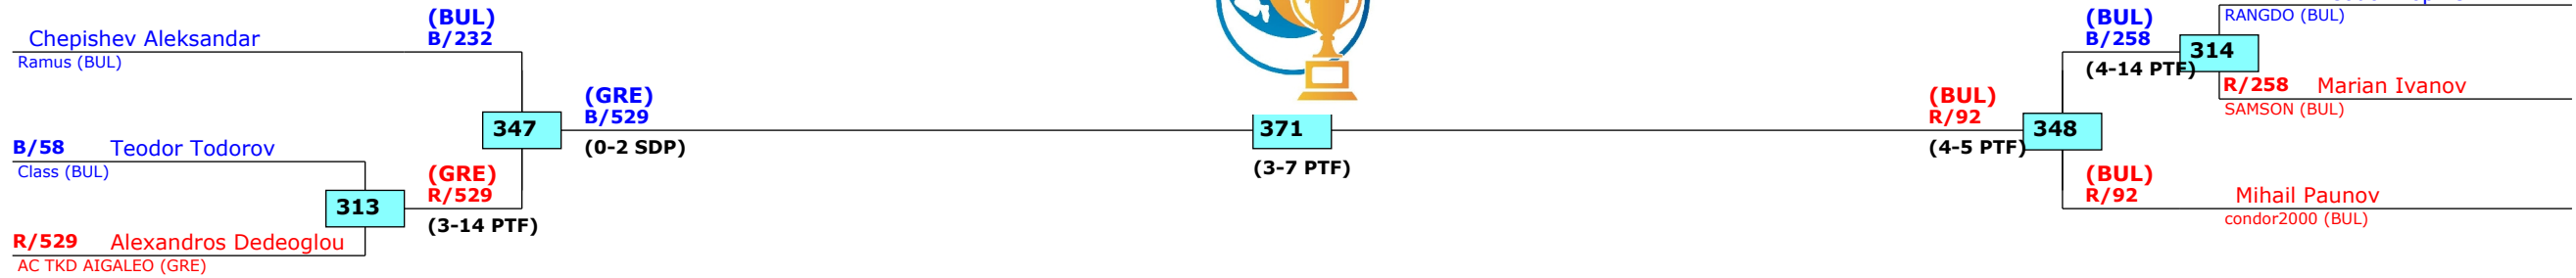 (BUL)
B/232
Chepishev Aleksandar
Ramus (BUL)
347
(GRE)
B/529
(0-2 SDP)
B/58 Teodor Todorov
Class (BUL)
313
(GRE)
R/529
(3-14 PTF)
R/529 Alexandros Dedeoglou
AC TKD AIGALEO (GRE)
371
(3-7 PTF)
(BUL)
R/92
(4-5 PTF)
348
(BUL)
B/258
(4-14 PTF)
314
RANGDO (BUL)
R/258 Marian Ivanov
SAMSON (BUL)
(BUL)
R/92
Mihail Paunov
condor2000 (BUL)